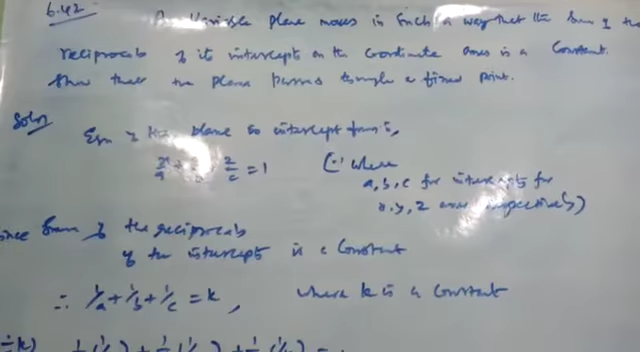 6.42 A Variable plane moves in such a way that the Sum of the
reciprocals of its intercepts on the Coordinate axes is a Constant.
Show that the plane passes through a fixed point.
Soln
Eqn of the plane in intercept form is,
x/a + y/b + z/c = 1 (∵ where
a, b, c for intercepts for
x, y, z axes respectively)
Since Sum of the reciprocals
of the intercepts is a Constant
∴ 1/a + 1/b + 1/c = k, where k is a Constant
(÷ k)